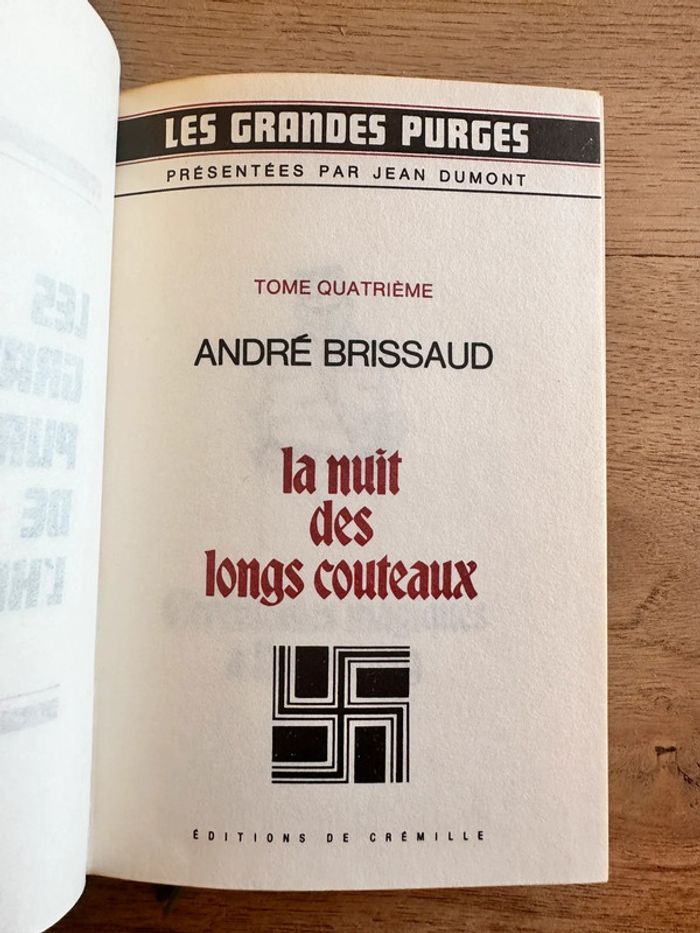 LES GRANDES PURGES
PRÉSENTÉES PAR JEAN DUMONT
TOME QUATRIÈME
ANDRÉ BRISSAUD
la nuit
des
longs couteaux
ÉDITIONS DE CRÉMILLE